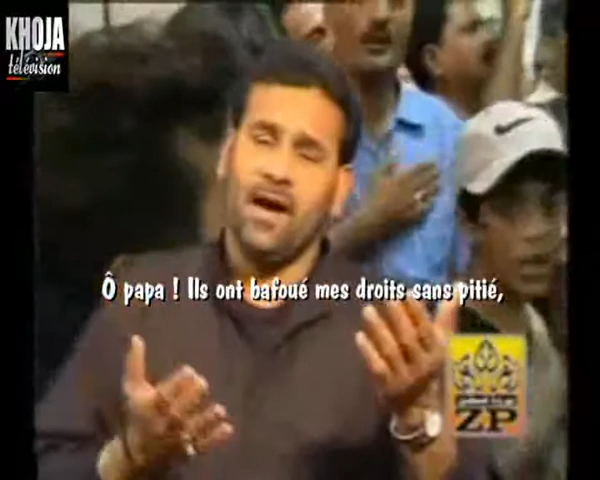 KHOJA
télévision
Ô papa ! Ils ont bafoué mes droits sans pitié,
ZP